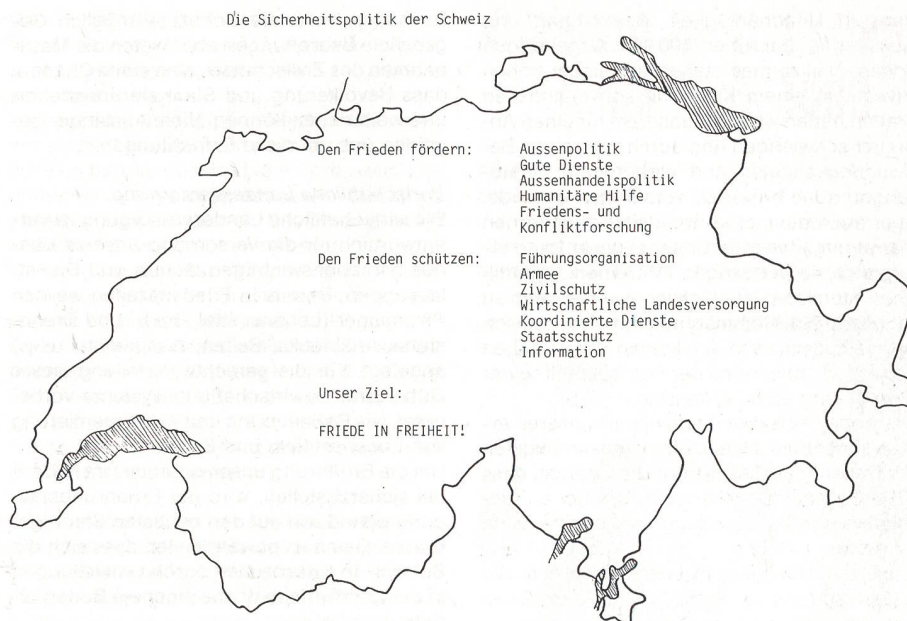 Die Sicherheitspolitik der Schweiz
Den Frieden fördern: Aussenpolitik
Gute Dienste
Aussenhandelspolitik
Humanitäre Hilfe
Friedens- und
Konfliktforschung
Den Frieden schützen: Führungsorganisation
Armee
Zivilschutz
Wirtschaftliche Landesversorgung
Koordinierte Dienste
Staatsschutz
Information
Unser Ziel:
FRIEDE IN FREIHEIT!